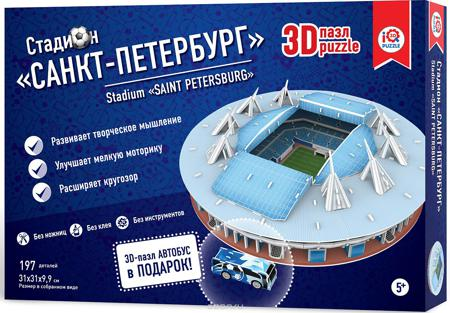 Стадион
«САНКТ-ПЕТЕРБУРГ»
Stadium «SAINT PETERSBURG»
3D пазл
puzzle
iQ 3D
PUZZLE
Развивает творческое мышление
Улучшает мелкую моторику
Расширяет кругозор
Без ножниц
Без клея
Без инструментов
197 деталей
31x31x9,9 см
Размер в собранном виде
3D-пазл АВТОБУС
в ПОДАРОК!
5+
Стадион «САНКТ-ПЕТЕРБУРГ»
Stadium «SAINT PETERSBURG»